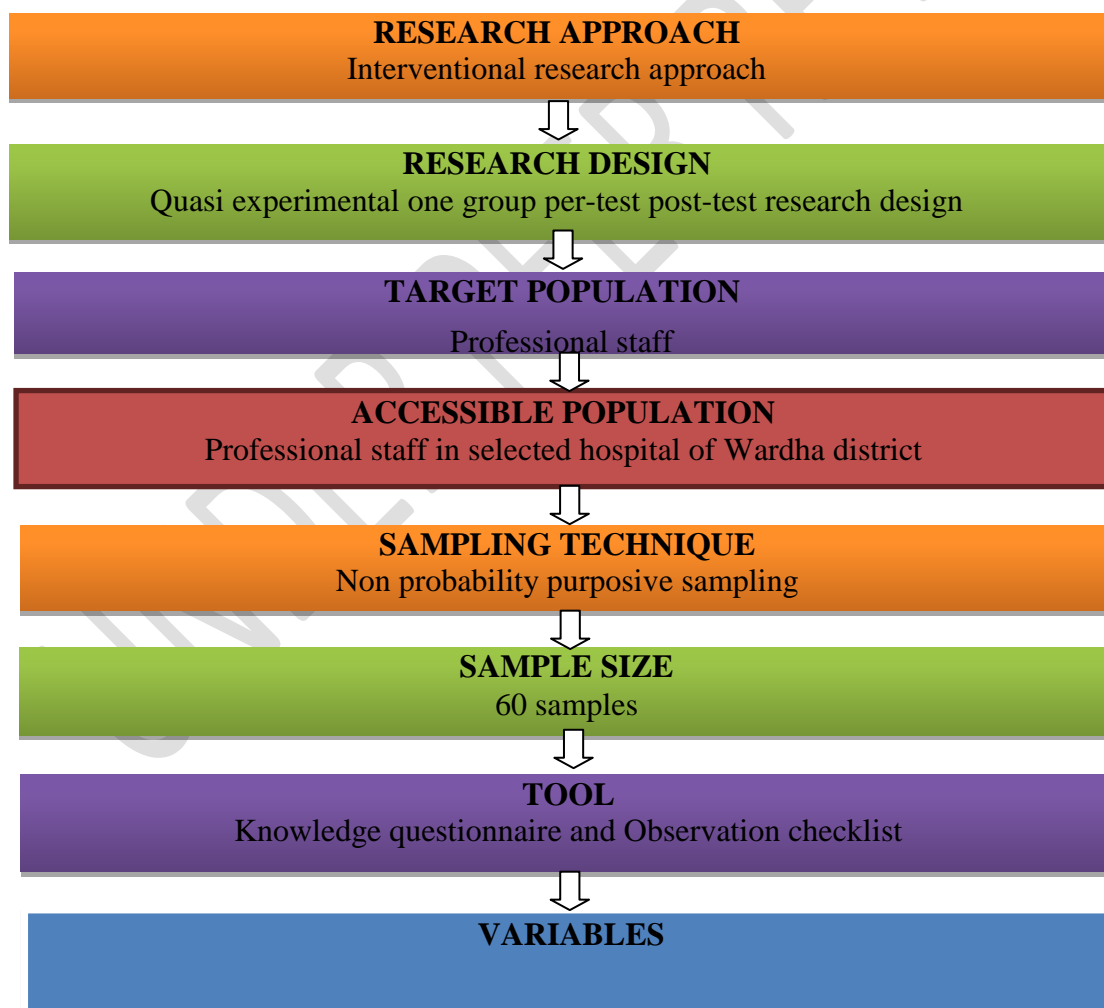 RESEARCH APPROACH
Interventional research approach
RESEARCH DESIGN
Quasi experimental one group per-test post-test research design
TARGET POPULATION
Professional staff
ACCESSIBLE POPULATION
Professional staff in selected hospital of Wardha district
SAMPLING TECHNIQUE
Non probability purposive sampling
SAMPLE SIZE
60 samples
TOOL
Knowledge questionnaire and Observation checklist
VARIABLES